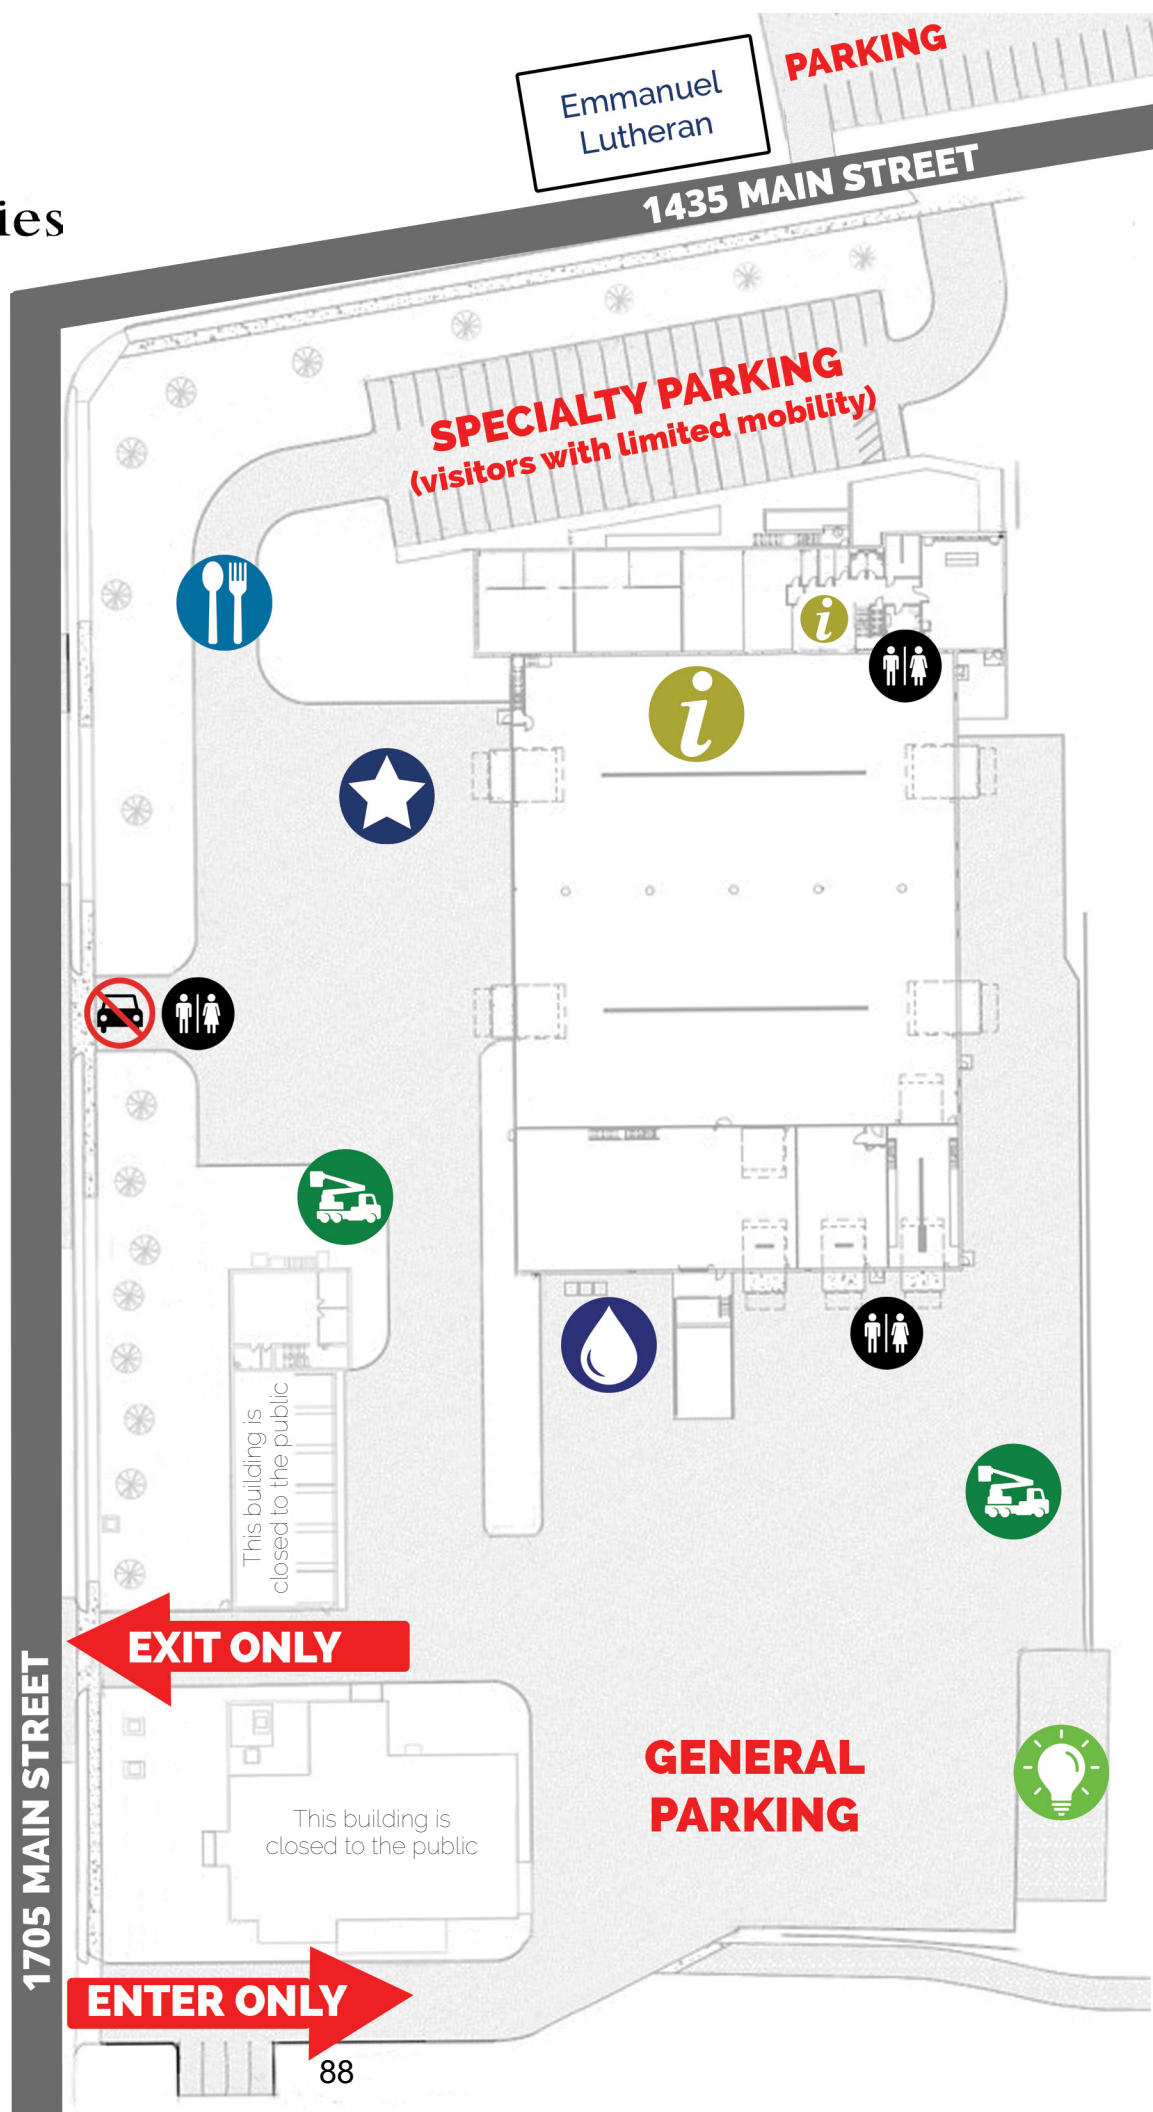 PARKING
Emmanuel
Lutheran
1435 MAIN STREET
ies
SPECIALTY PARKING
(visitors with limited mobility)
i
i
This building is
closed to the public
EXIT ONLY
1705 MAIN STREET
GENERAL
PARKING
This building is
closed to the public
ENTER ONLY
88